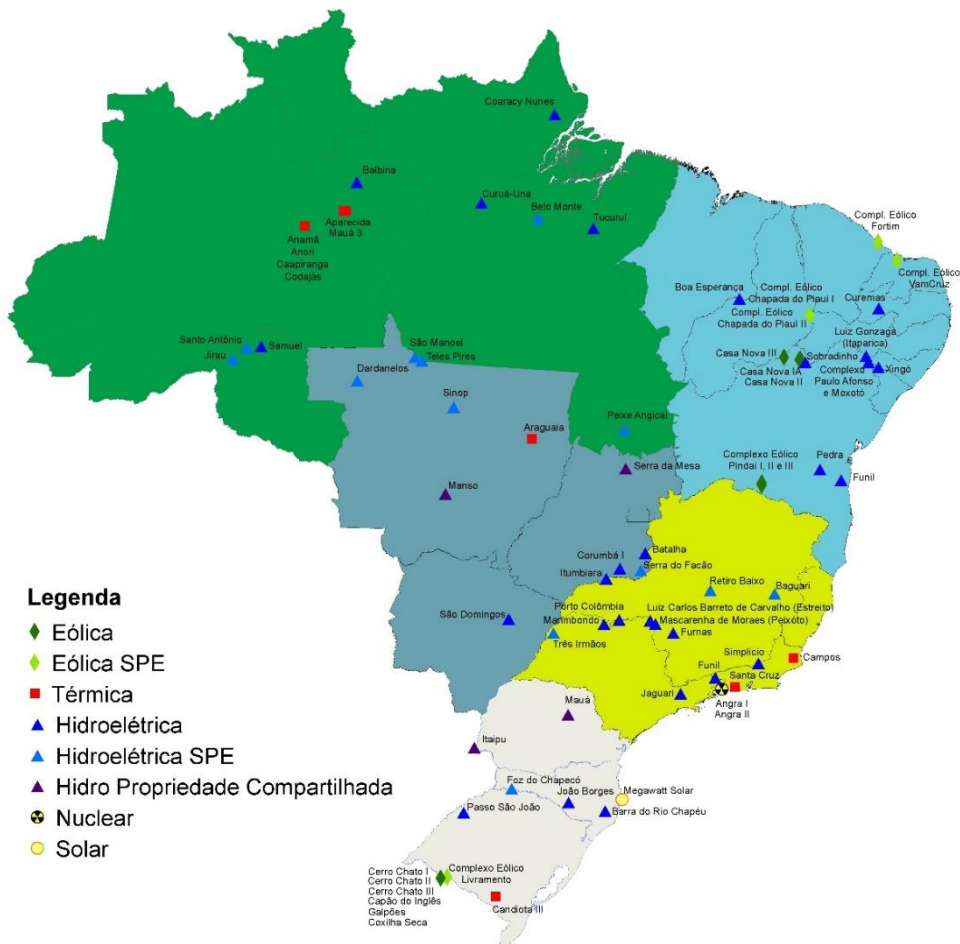 Coaracy Nunes
Balbina
Curuá-Una
Belo Monte
Tucuruí
Aparecida
Mauá 3
Anamã
Anori
Caapiranga
Codajás
Compl. Eólico
Fortim
Compl. Eólico
VamCruz
Boa Esperança
Compl. Eólico
Chapada do Piauí I
Compl. Eólico
Chapada do Piauí II
Curemas
Luiz Gonzaga
(Itaparica)
Santo Antônio
Jirau
Samuel
São Manoel
Teles Pires
Dardanelos
Sinop
Casa Nova III
Sobradinho
Casa Nova IA
Casa Nova II
Complexo
Paulo Afonso
e Moxotó
Xingó
Peixe Angical
Araguaia
Serra da Mesa
Manso
Complexo Eólico
Pindai I, II e III
Pedra
Funil
Batalha
Corumbá I
Serra do Facão
Itumbiara
Retiro Baixo
Baguari
São Domingos
Porto Colômbia
Marimbondo
Luiz Carlos Barreto de Carvalho (Estreito)
Mascarenha de Moraes (Peixoto)
Três Irmãos
Furnas
Simplício
Campos
Funil
Santa Cruz
Jaguari
Angra I
Angra II
Mauá
Itaipu
Foz do Chapecó
João Borges
Megawatt Solar
Passo São João
Barra do Rio Chapéu
Cerro Chato I
Cerro Chato II
Cerro Chato III
Capão do Inglês
Galpões
Coxilha Seca
Complexo Eólico
Livramento
Candiota III
Legenda
Eólica
Eólica SPE
Térmica
Hidroelétrica
Hidroelétrica SPE
Hidro Propriedade Compartilhada
Nuclear
Solar